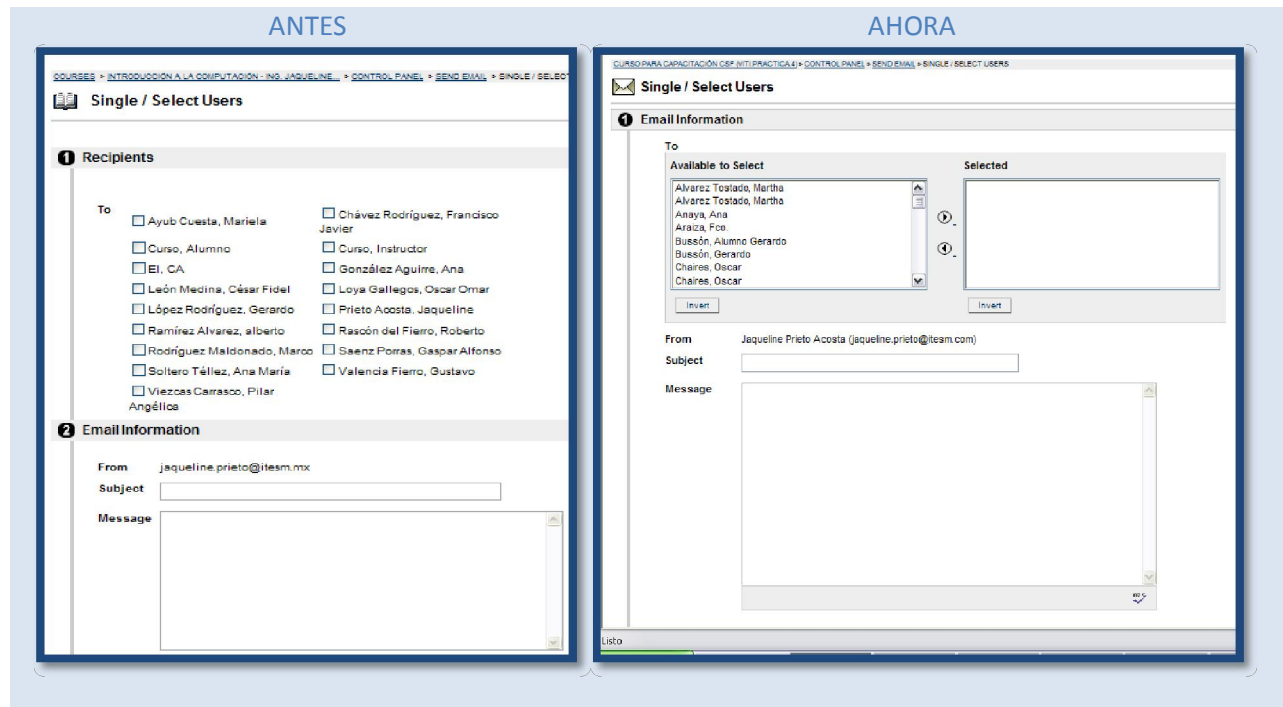 ANTES
COURSES > INTRODUCCIÓN A LA COMPUTACIÓN - ING. JAQUELINE... > CONTROL PANEL > SEND EMAIL > SINGLE / SELECT
Single / Select Users
1 Recipients
To
Ayub Cuesta, Mariela
Chávez Rodríguez, Francisco
Javier
Curso, Alumno
Curso, Instructor
EI, CA
González Aguirre, Ana
León Medina, César Fidel
Loya Gallegos, Oscar Omar
López Rodríguez, Gerardo
Prieto Acosta, Jaqueline
Ramírez Alvarez, alberto
Rascón del Fierro, Roberto
Rodríguez Maldonado, Marco
Saenz Porras, Gaspar Alfonso
Soltero Téllez, Ana María
Valencia Fierro, Gustavo
Viezcas Carrasco, Pilar
Angélica
2 Email Information
From jaqueline.prieto@itesm.mx
Subject
Message
AHORA
CURSO PARA CAPACITACIÓN CSF (VITI PRACTICA 4) > CONTROL PANEL > SEND EMAIL > SINGLE / SELECT USERS
Single / Select Users
1 Email Information
To
Available to Select
Selected
Alvarez Tostado, Martha
Alvarez Tostado, Martha
Anaya, Ana
Araiza, Fco.
Bussón, Alumno Gerardo
Bussón, Gerardo
Chaires, Oscar
Chaires, Oscar
Invert
Invert
From Jaqueline Prieto Acosta (jaqueline.prieto@itesm.com)
Subject
Message
Listo